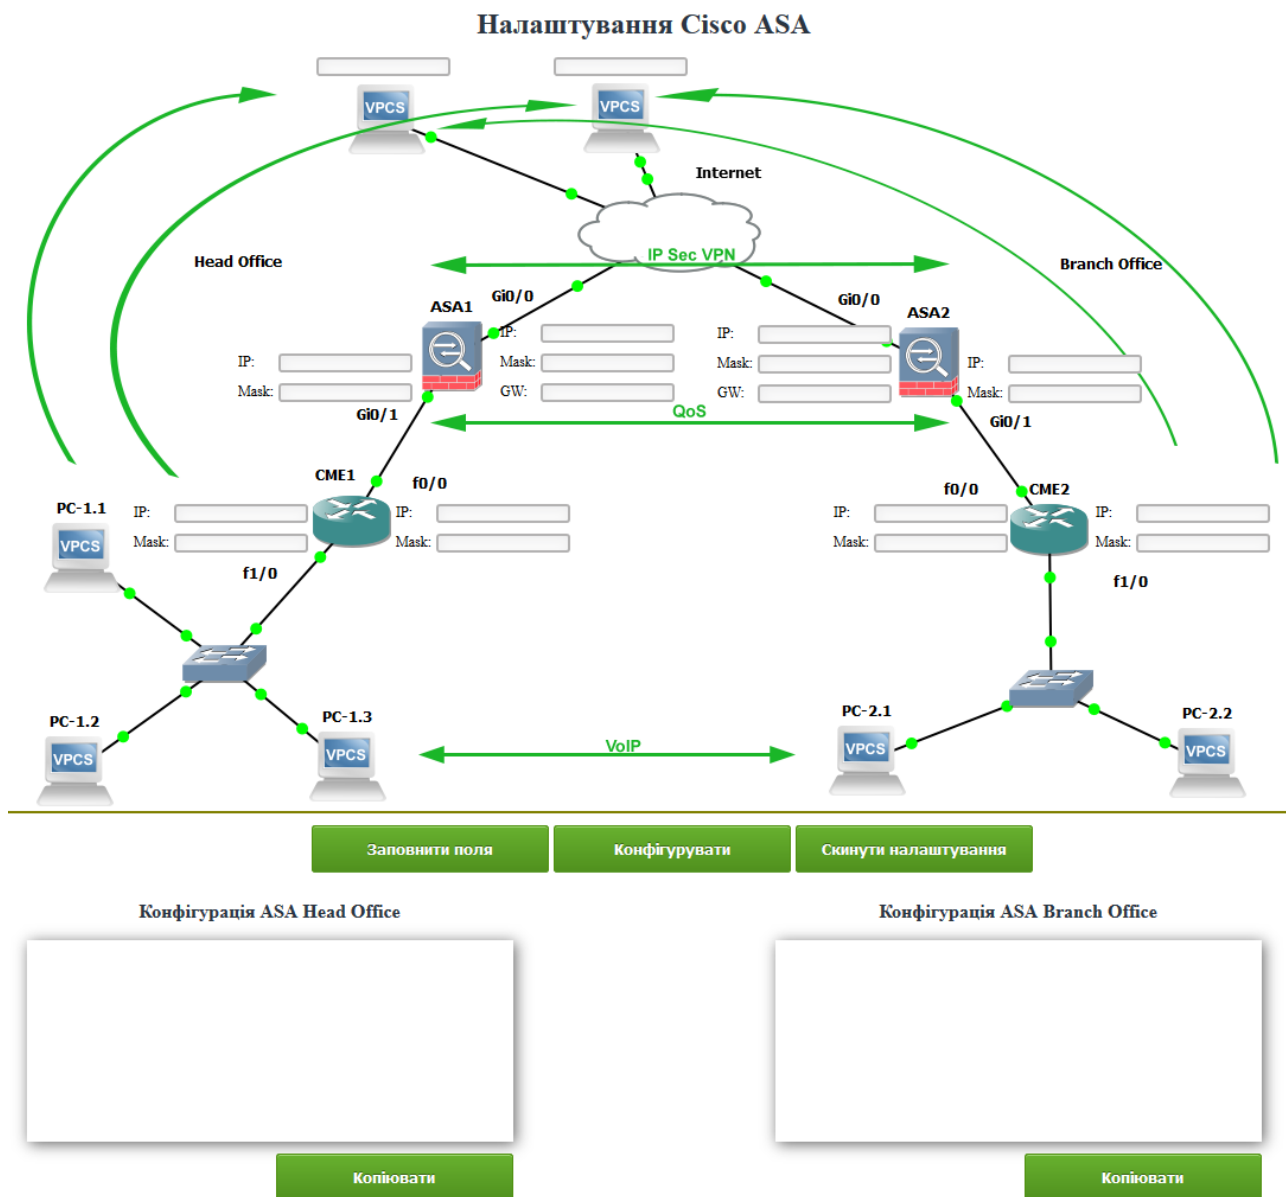 Налаштування Cisco ASA
VPCS
VPCS
Internet
IP Sec VPN
Head Office
Branch Office
Gi0/0
Gi0/0
ASA1
ASA2
IP:
Mask:
IP:
Mask:
GW:
IP:
Mask:
GW:
IP:
Mask:
Gi0/1
QoS
Gi0/1
CME1
f0/0
f0/0
CME2
PC-1.1
VPCS
IP:
Mask:
IP:
Mask:
IP:
Mask:
IP:
Mask:
f1/0
f1/0
PC-1.2
VPCS
PC-1.3
VPCS
VoIP
PC-2.1
VPCS
PC-2.2
VPCS
Заповнити поля
Конфігурувати
Скинути налаштування
Конфігурація ASA Head Office
Конфігурація ASA Branch Office
Копіювати
Копіювати